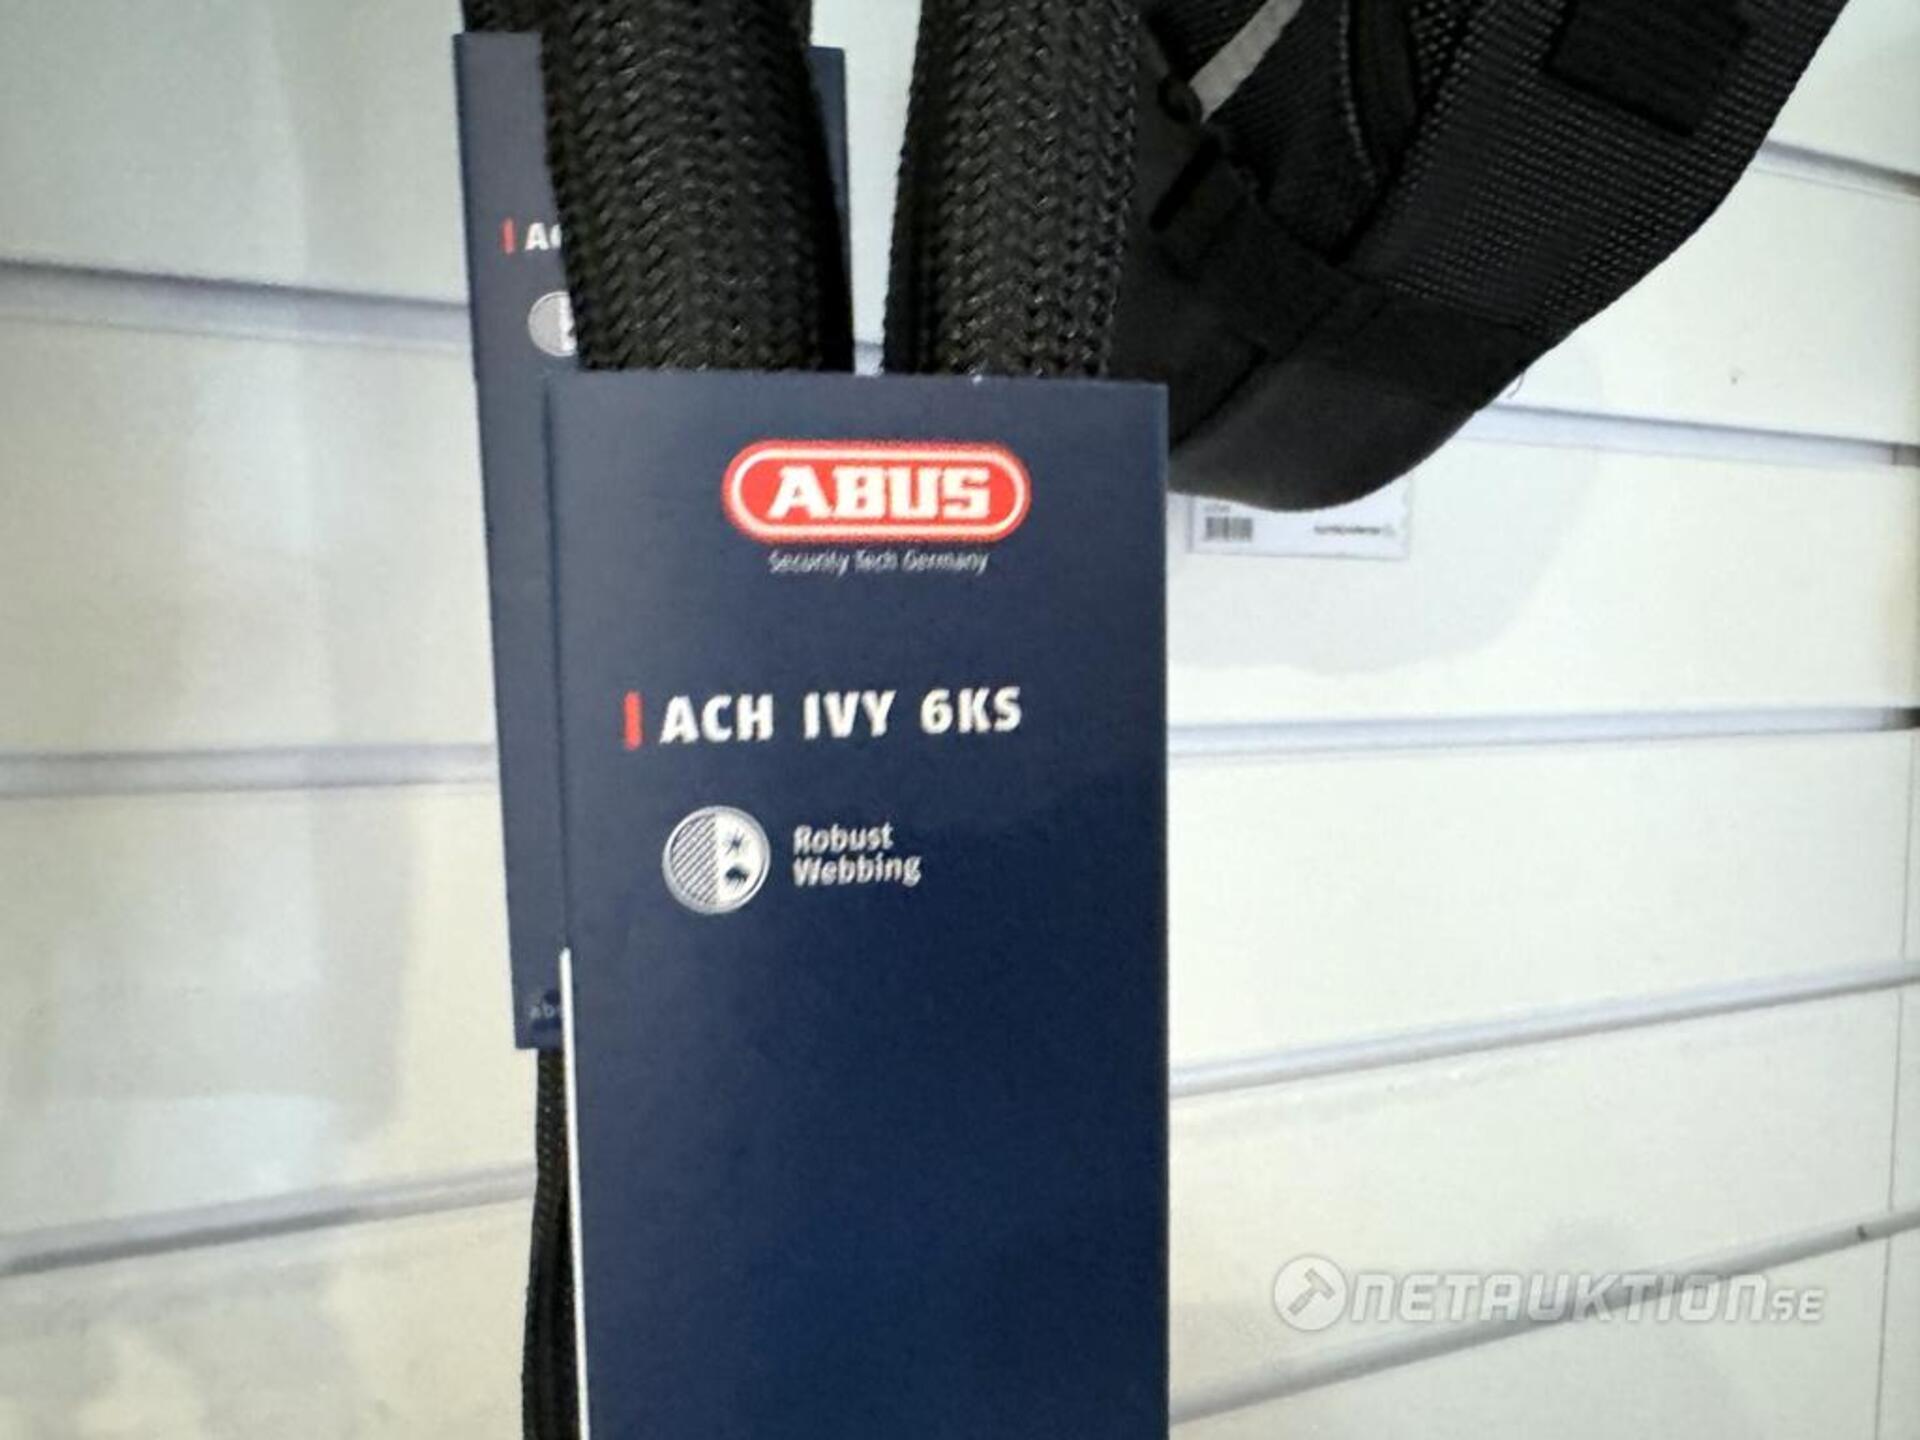 A
ABUS
Security Tech Germany
ACH IVY 6KS
Robust
Webbing
NETAUKTION.SE